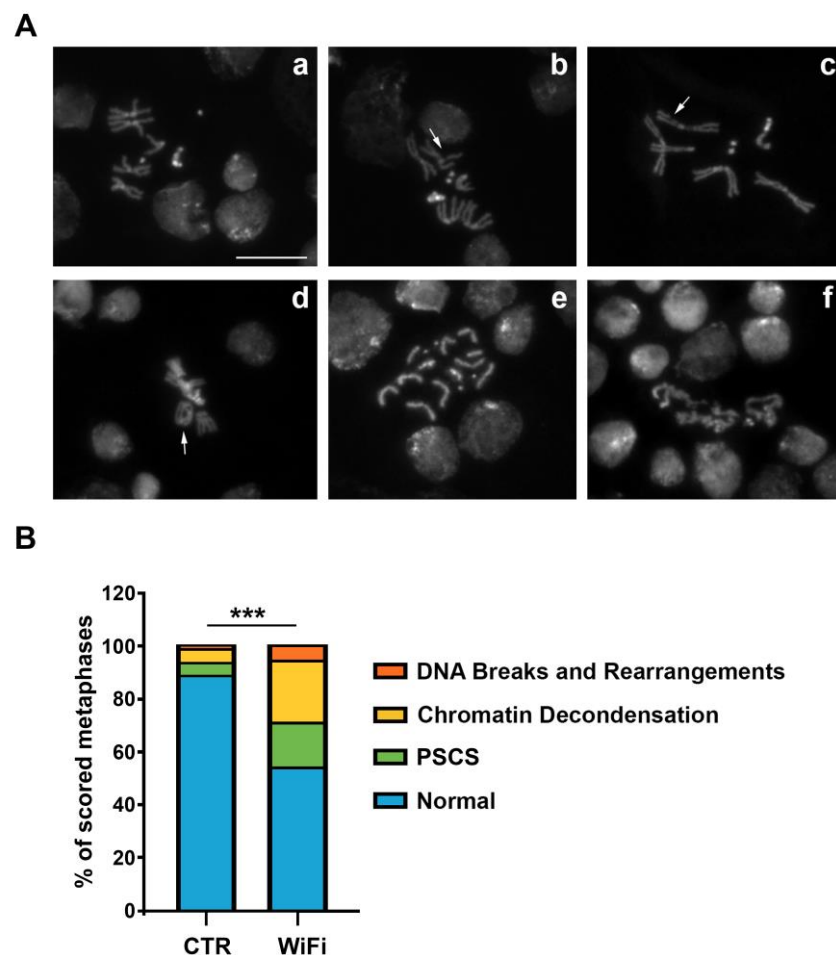 A
a
b
c
d
e
f
B
120
100
80
60
40
20
0
% of scored metaphases
***
CTR
WiFi
DNA Breaks and Rearrangements
Chromatin Decondensation
PSCS
Normal